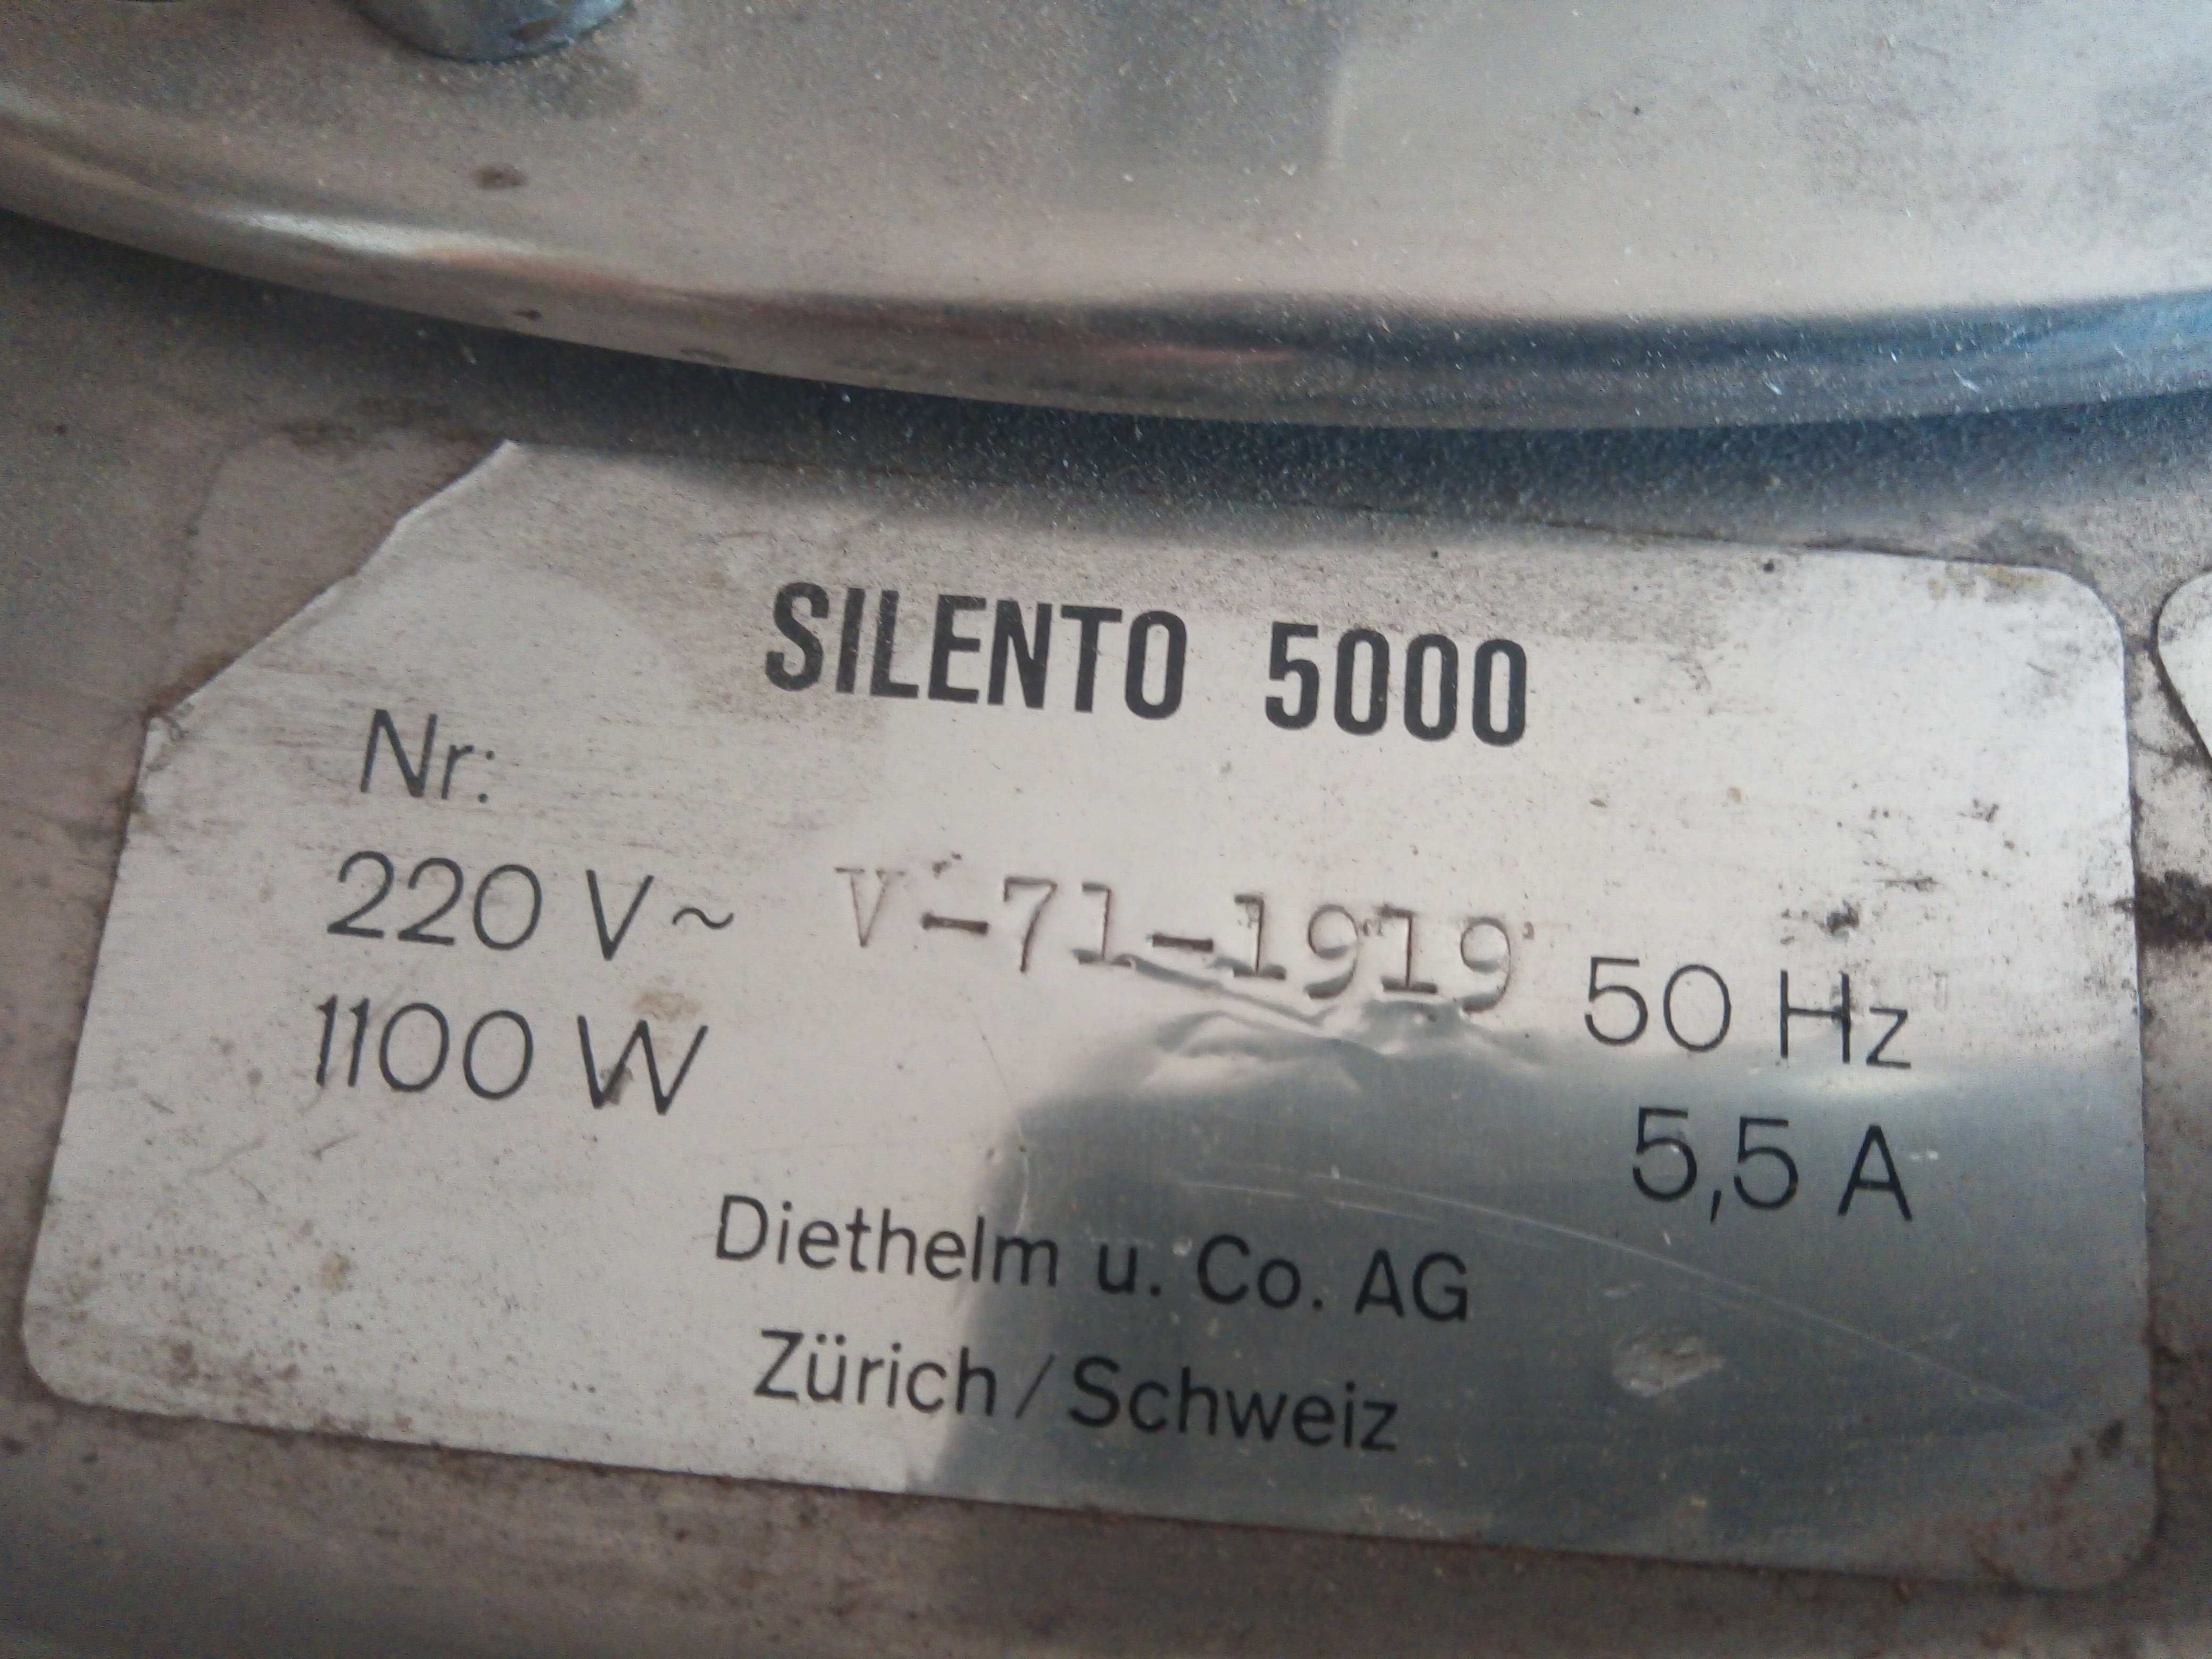 SILENTO 5000
Nr:
220 V~ V-71-1919 50 Hz
1100 W 5,5 A
Diethelm u. Co. AG
Zürich / Schweiz